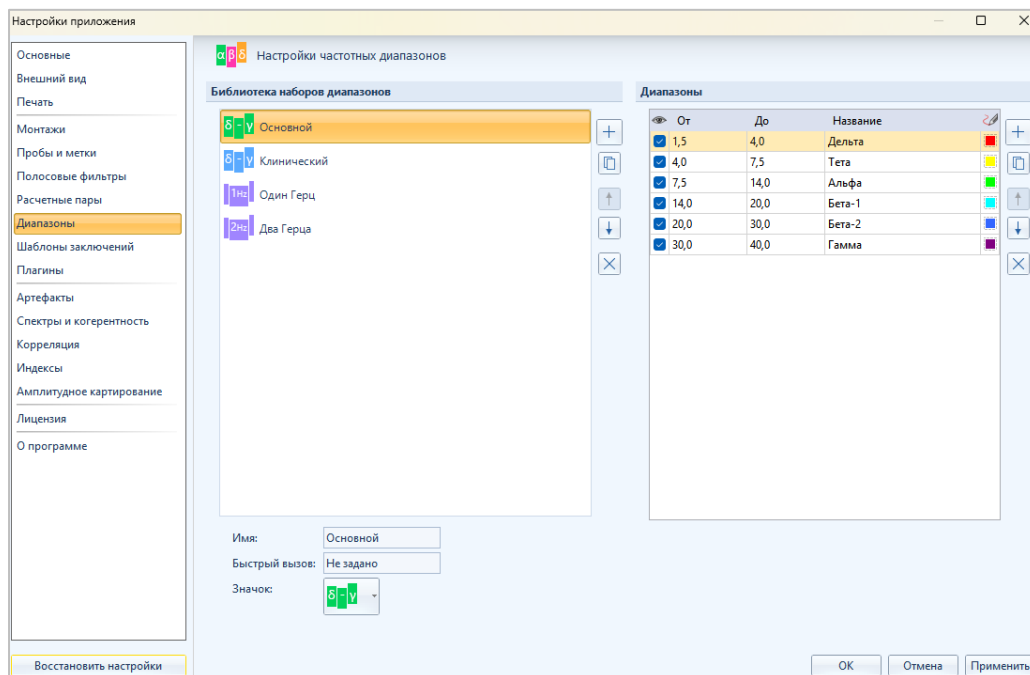 Настройки приложения
Основные
Внешний вид
Печать
Монтажи
Пробы и метки
Полосовые фильтры
Расчетные пары
Диапазоны
Шаблоны заключений
Плагины
Артефакты
Спектры и когерентность
Корреляция
Индексы
Амплитудное картирование
Лицензия
О программе
Восстановить настройки
αβδ Настройки частотных диапазонов
Библиотека наборов диапазонов
δ-γ Основной
δ-γ Клинический
1Hz Один Герц
2Hz Два Герца
Имя: Основной
Быстрый вызов: Не задано
Значок: δ-γ
Диапазоны
От До Название
1,5 4,0 Дельта
4,0 7,5 Тета
7,5 14,0 Альфа
14,0 20,0 Бета-1
20,0 30,0 Бета-2
30,0 40,0 Гамма
ОК Отмена Применить